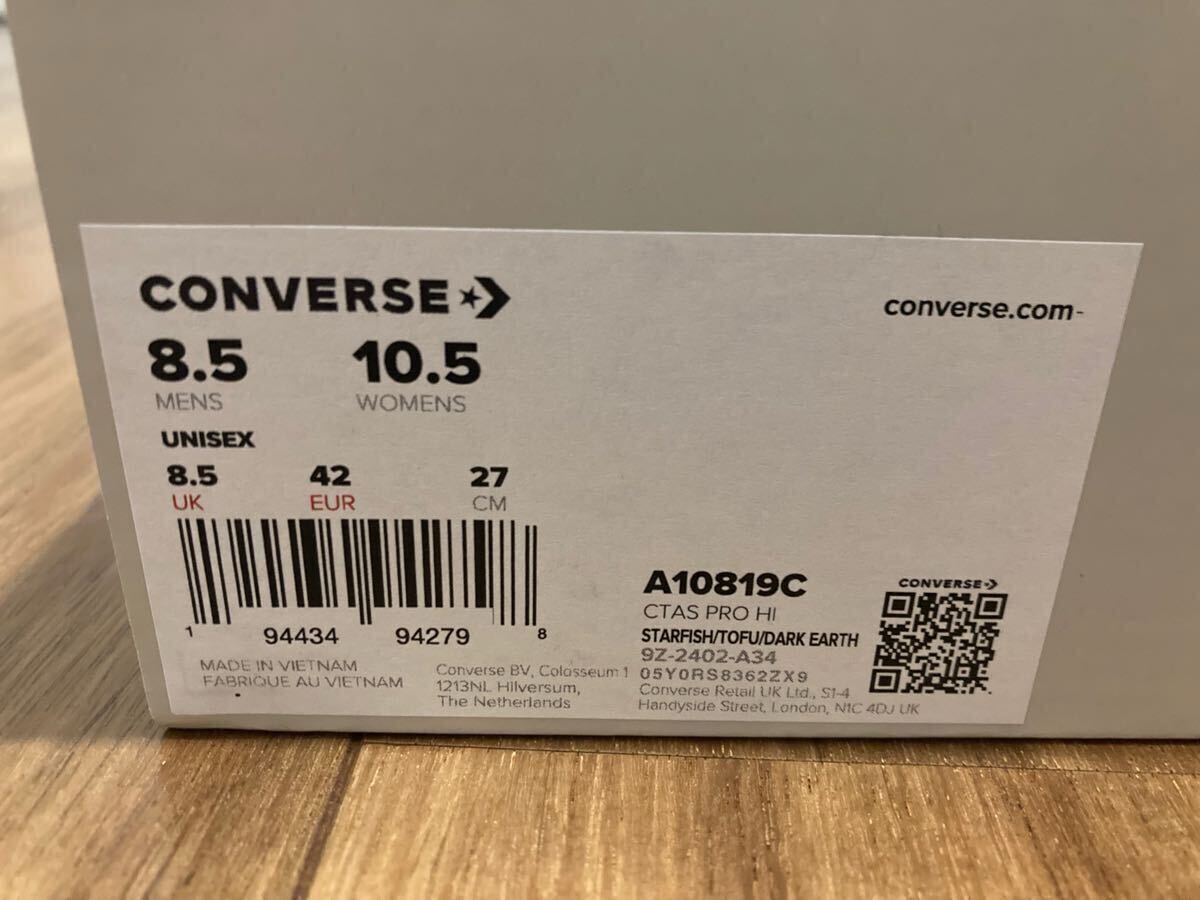 CONVERSE
converse.com-
8.5 10.5
MENS WOMENS
UNISEX
8.5 42 27
UK EUR CM
1 94434 94279 8
MADE IN VIETNAM
FABRIQUE AU VIETNAM
Converse BV, Colosseum 1
1213NL Hilversum,
The Netherlands
A10819C
CTAS PRO HI
STARFISH/TOFU/DARK EARTH
9Z-2402-A34
05Y0RS8362ZX9
Converse Retail UK Ltd., S1-4
Handyside Street, London, N1C 4DJ UK
CONVERSE